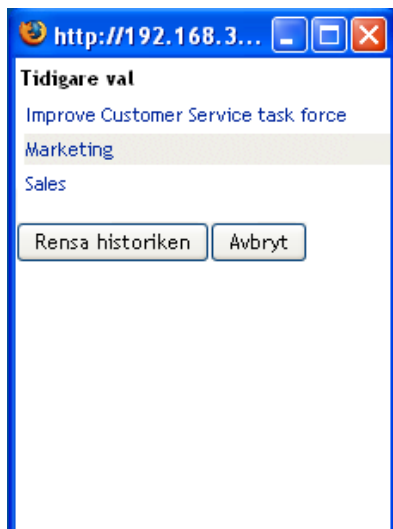 http://192.168.3...
Tidigare val
Improve Customer Service task force
Marketing
Sales
Rensa historiken Avbryt